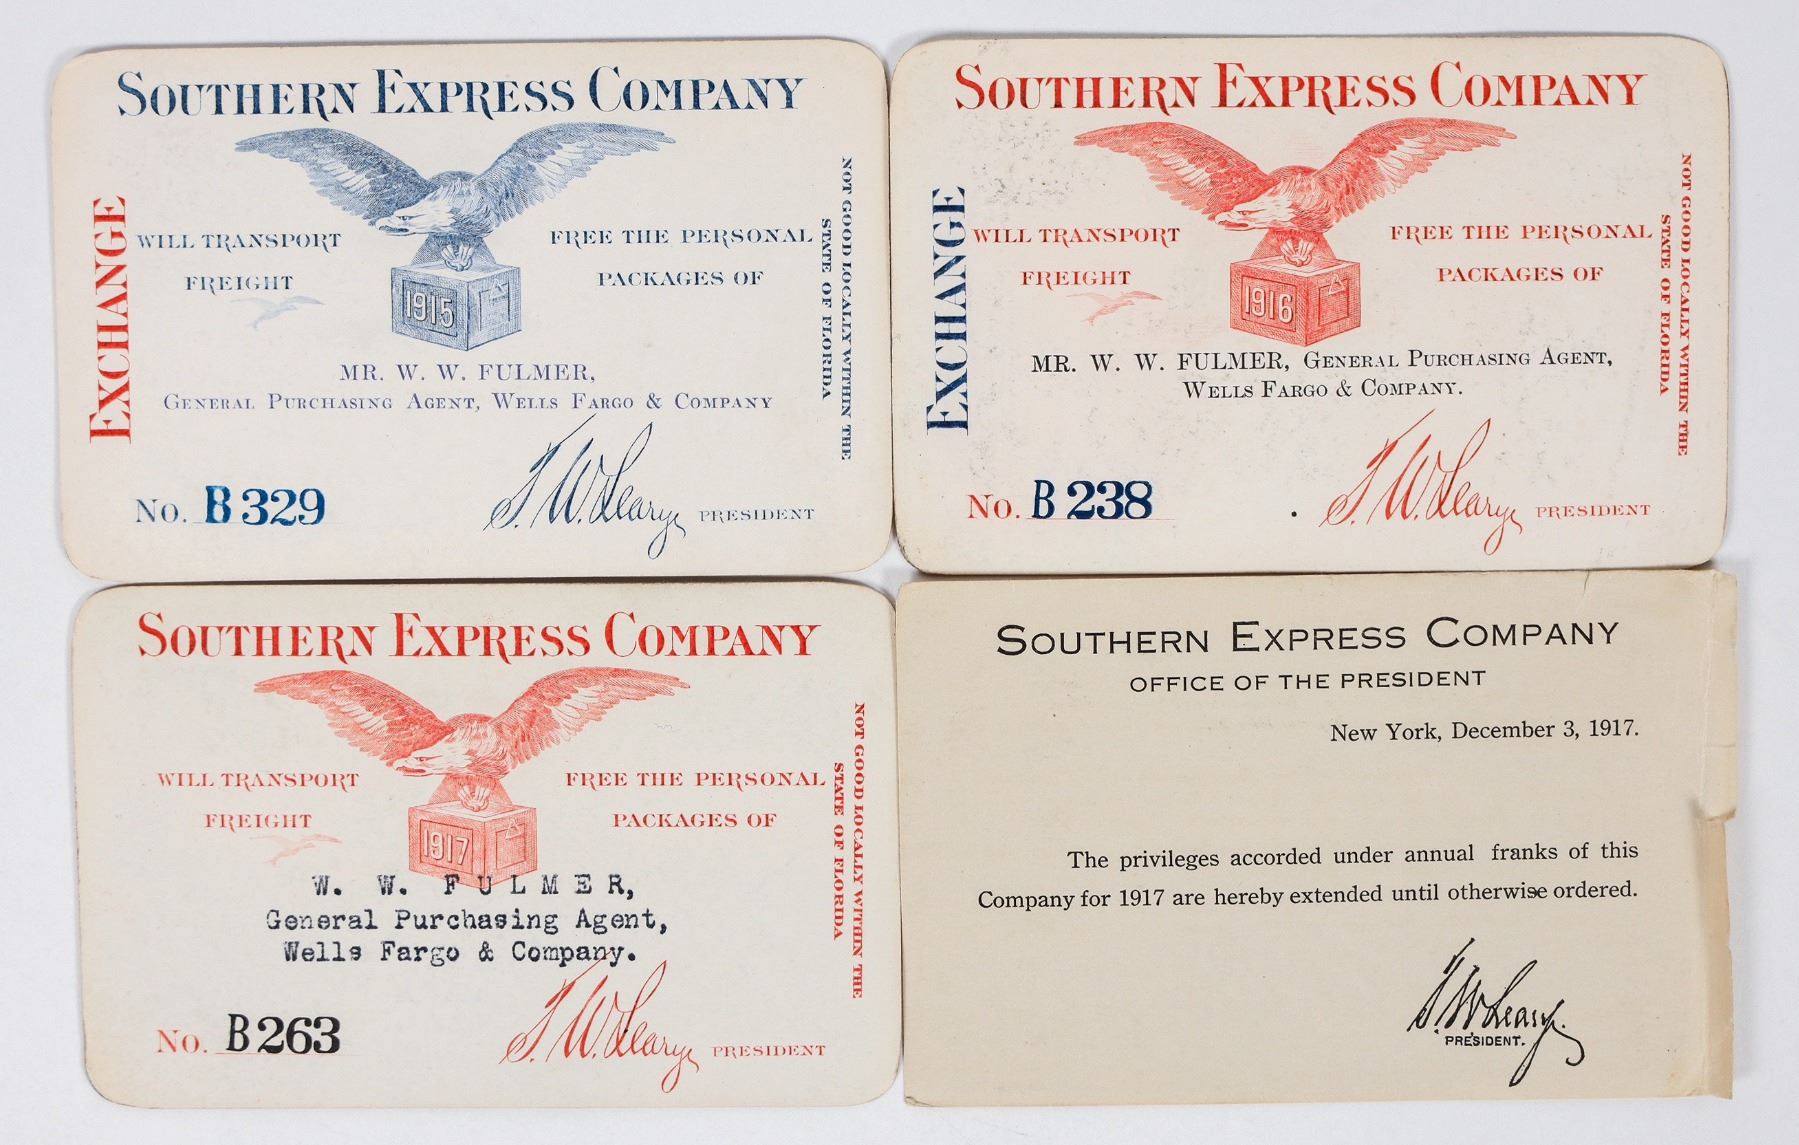 SOUTHERN EXPRESS COMPANY
EXCHANGE
WILL TRANSPORT
FREIGHT
FREE THE PERSONAL
PACKAGES OF
1915
NOT GOOD LOCALLY WITHIN THE
STATE OF FLORIDA
MR. W. W. FULMER,
GENERAL PURCHASING AGENT, WELLS FARGO & COMPANY
No. B 329
T. W. Leary PRESIDENT
SOUTHERN EXPRESS COMPANY
EXCHANGE
WILL TRANSPORT
FREIGHT
FREE THE PERSONAL
PACKAGES OF
1916
NOT GOOD LOCALLY WITHIN THE
STATE OF FLORIDA
MR. W. W. FULMER, GENERAL PURCHASING AGENT,
WELLS FARGO & COMPANY.
No. B 238
T. W. Leary PRESIDENT
SOUTHERN EXPRESS COMPANY
WILL TRANSPORT
FREIGHT
FREE THE PERSONAL
PACKAGES OF
1917
NOT GOOD LOCALLY WITHIN THE
STATE OF FLORIDA
W. W. FULMER,
General Purchasing Agent,
Wells Fargo & Company.
No. B 263
T. W. Leary PRESIDENT
SOUTHERN EXPRESS COMPANY
OFFICE OF THE PRESIDENT
New York, December 3, 1917.
The privileges accorded under annual franks of this
Company for 1917 are hereby extended until otherwise ordered.
T. W. Leary.
PRESIDENT.